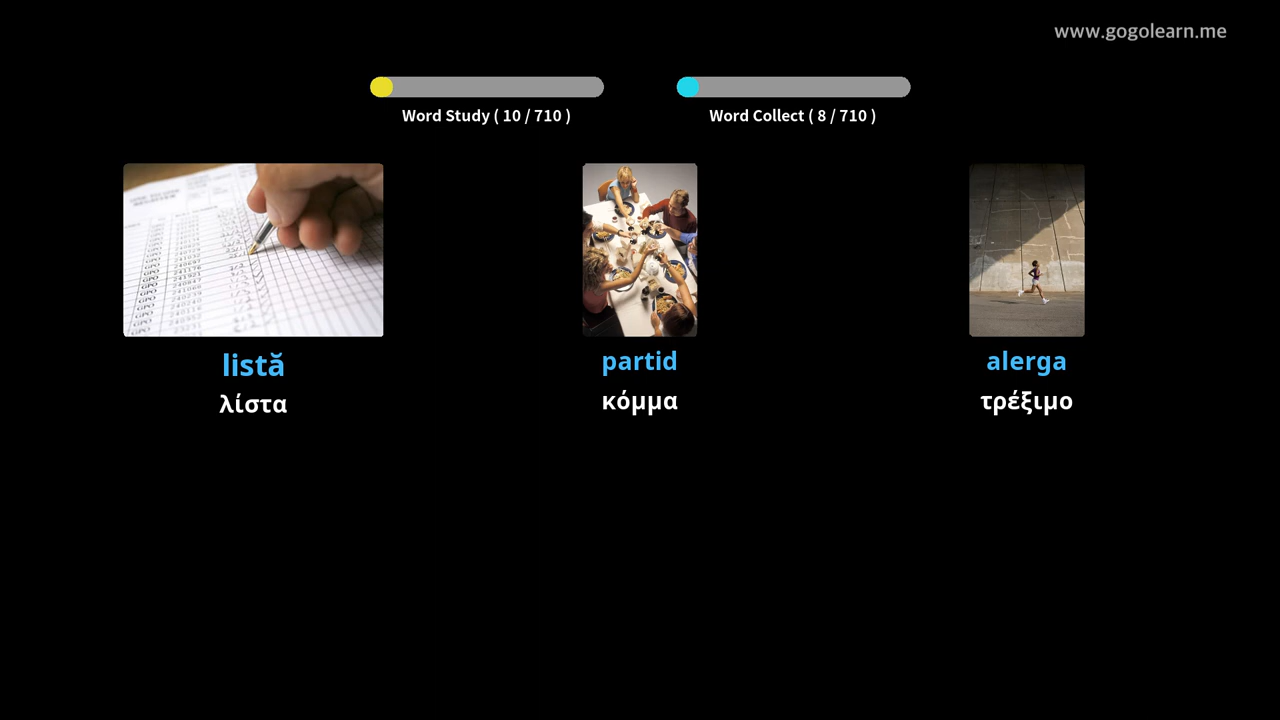 www.gogolearn.me
Word Study ( 10 / 710 )
Word Collect ( 8 / 710 )
listă
partid
alerga
λίστα
κόμμα
τρέξιμο